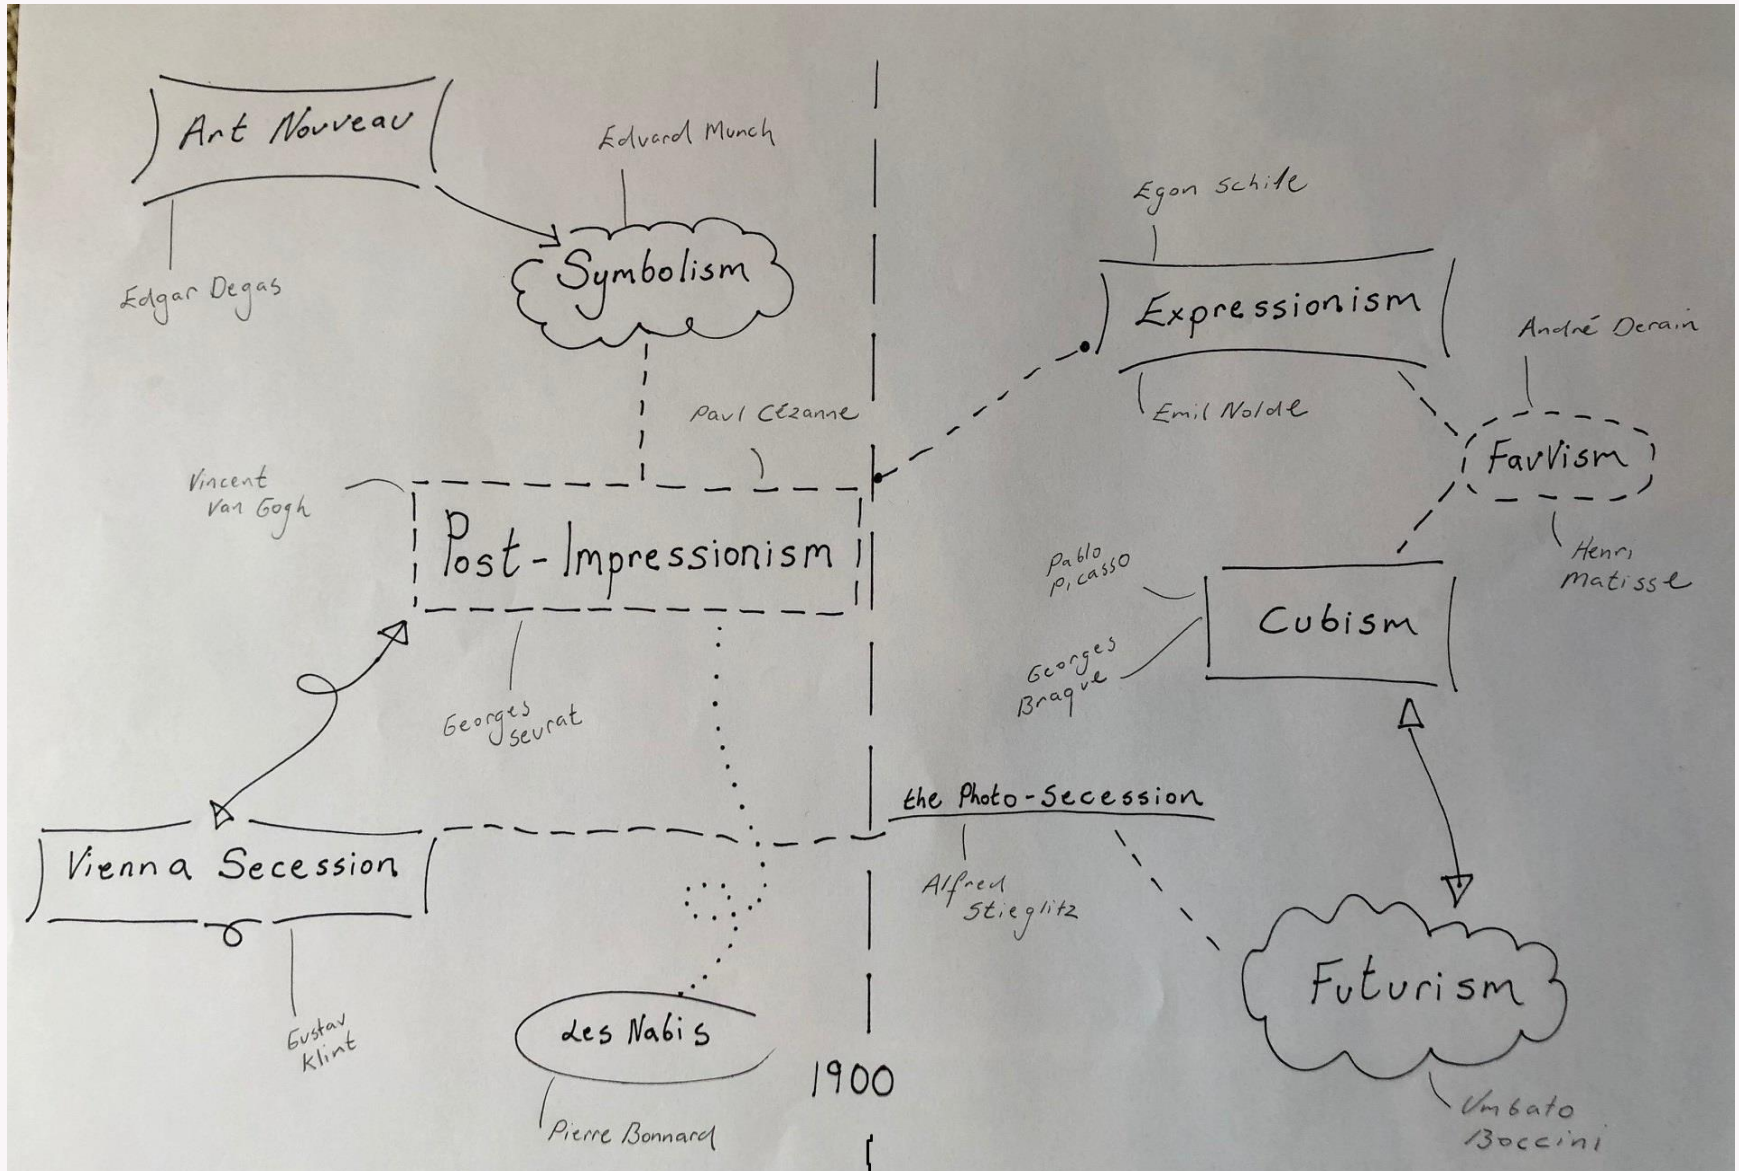 Art Nouveau
Edvard Munch
Edgar Degas
Symbolism
Egon Schile
Expressionism
André Derain
Emil Nolde
Fauvism
Henri
Matisse
Paul Cézanne
Vincent
Van Gogh
Post-Impressionism
Georges
Seurat
Pablo
Picasso
Georges
Braque
Cubism
the Photo-Secession
Alfred
Stieglitz
Vienna Secession
Gustav
Klint
Les Nabis
Pierre Bonnard
1900
Futurism
Umbato
Boccini